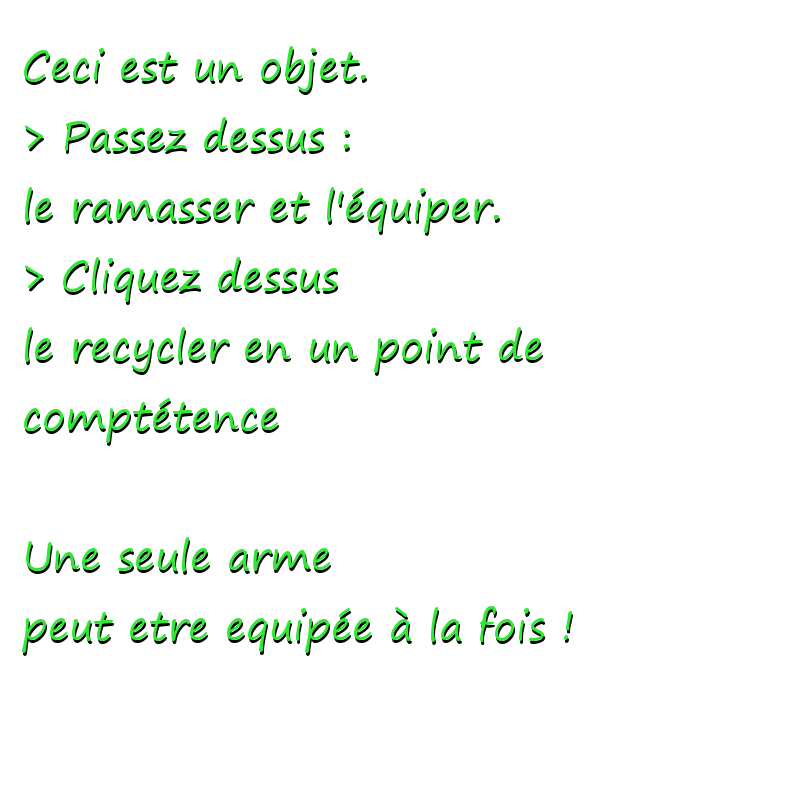 Ceci est un objet.
> Passez dessus :
le ramasser et l'équiper.
> Cliquez dessus
le recycler en un point de
comptétence
Une seule arme
peut etre equipée à la fois !